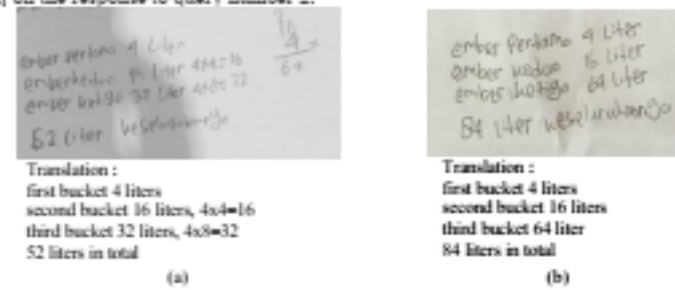 on the response to query number 2.
ember pertama 4 liter
ember kedua 16 liter 4x4=16
ember ketiga 32 liter 4x8=32
52 liter keseluruhannya
16
4 x
64
Translation :
first bucket 4 liters
second bucket 16 liters, 4x4=16
third bucket 32 liters, 4x8=32
52 liters in total
(a)
ember Pertama 4 liter
ember kedua 16 liter
ember ketiga 64 liter
84 liter keseluruhannya
Translation :
first bucket 4 liters
second bucket 16 liters
third bucket 64 liter
84 liters in total
(b)